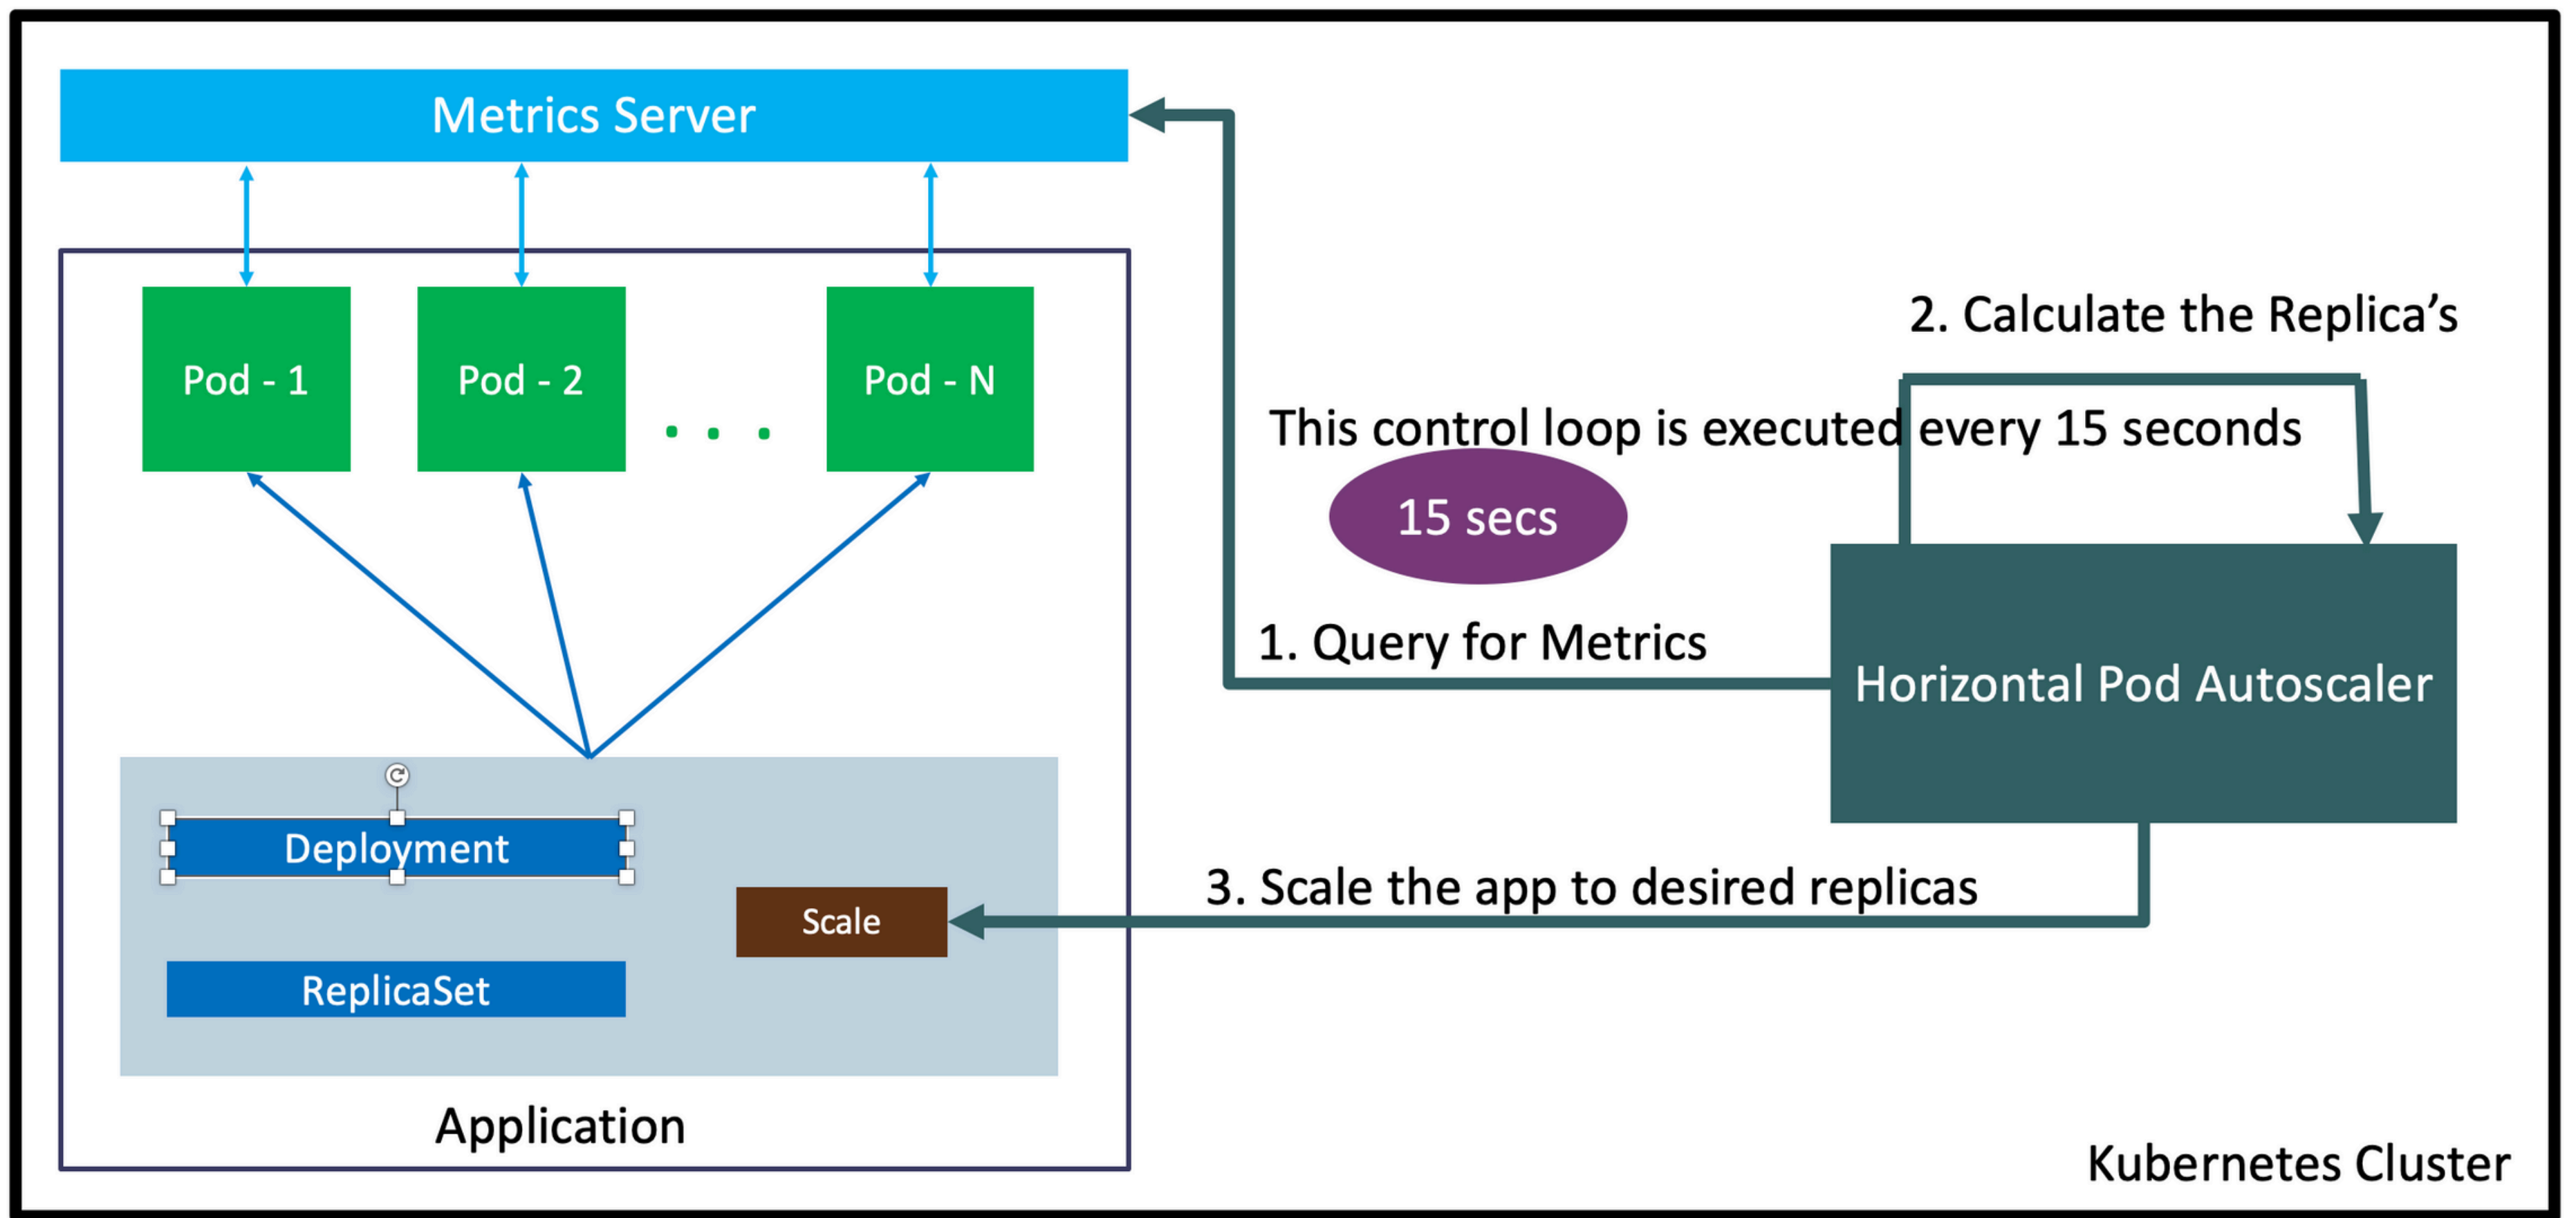 Metrics Server
Pod - 1
Pod - 2
Pod - N
. . .
2. Calculate the Replica’s
This control loop is executed every 15 seconds
15 secs
1. Query for Metrics
Horizontal Pod Autoscaler
Deployment
3. Scale the app to desired replicas
Scale
ReplicaSet
Application
Kubernetes Cluster